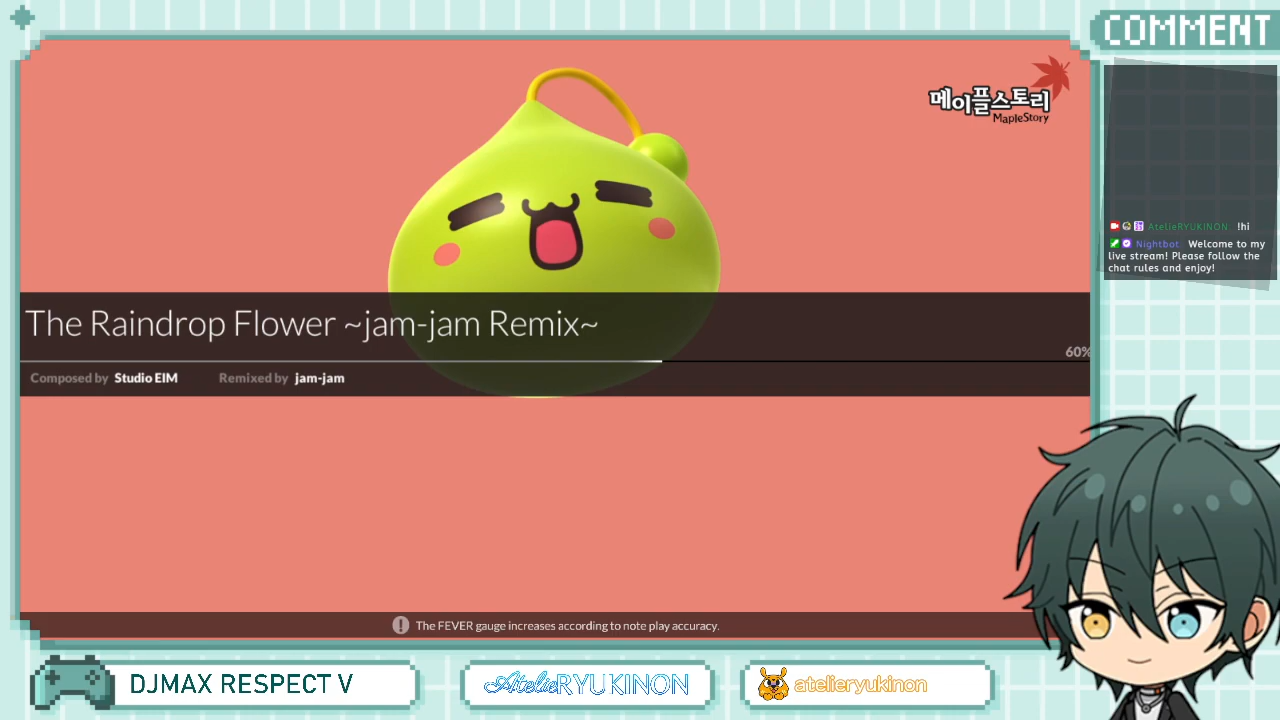 COMMENT
메이플스토리
MapleStory
AtelieRYUKINON: !hi
Nightbot: Welcome to my
live stream! Please follow the
chat rules and enjoy!
The Raindrop Flower ~jam-jam Remix~
60%
Composed by Studio EIM Remixed by jam-jam
The FEVER gauge increases according to note play accuracy.
DJMAX RESPECT V
AtelieRYUKINON
atelieryukinon